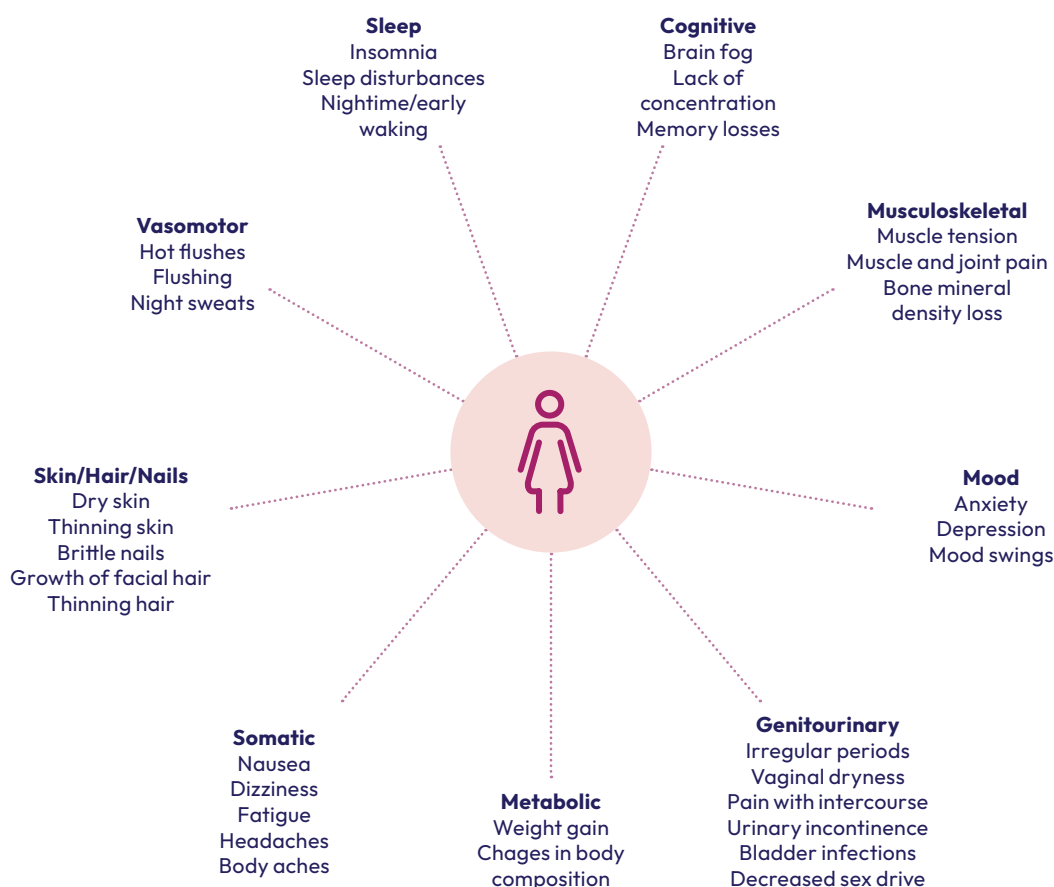 Sleep
Insomnia
Sleep disturbances
Nightime/early
waking
Cognitive
Brain fog
Lack of
concentration
Memory losses
Vasomotor
Hot flushes
Flushing
Night sweats
Musculoskeletal
Muscle tension
Muscle and joint pain
Bone mineral
density loss
Skin/Hair/Nails
Dry skin
Thinning skin
Brittle nails
Growth of facial hair
Thinning hair
Mood
Anxiety
Depression
Mood swings
Somatic
Nausea
Dizziness
Fatigue
Headaches
Body aches
Metabolic
Weight gain
Chages in body
composition
Genitourinary
Irregular periods
Vaginal dryness
Pain with intercourse
Urinary incontinence
Bladder infections
Decreased sex drive